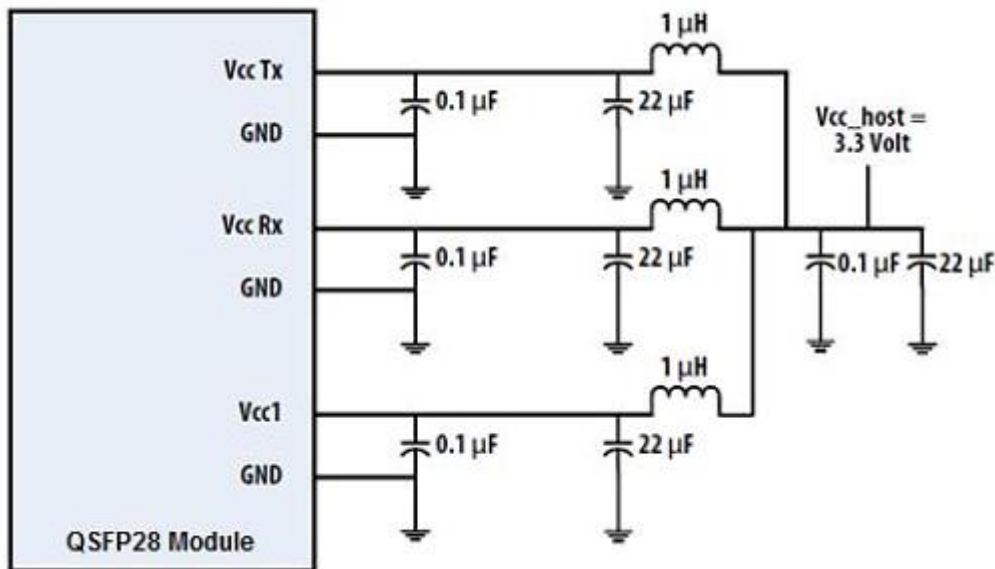 1 µH
Vcc Tx
0.1 µF
22 µF
GND
Vcc_host =
3.3 Volt
1 µH
Vcc Rx
0.1 µF
22 µF
0.1 µF
22 µF
GND
1 µH
Vcc1
0.1 µF
22 µF
GND
QSFP28 Module